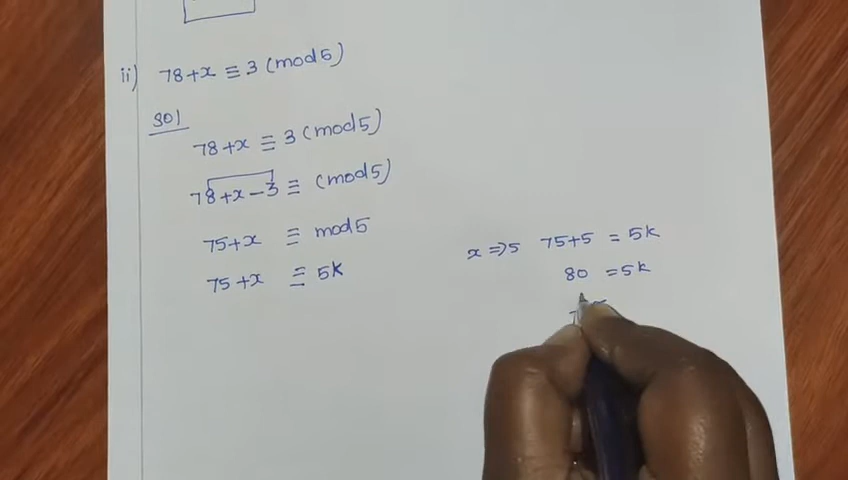 ii) 78+x ≡ 3 (mod 5)
Sol
78+x ≡ 3 (mod 5)
78+x-3 ≡ (mod 5)
75+x ≡ mod 5
75+x ≡ 5k
x ⇒ 5 75+5 = 5k
80 = 5k